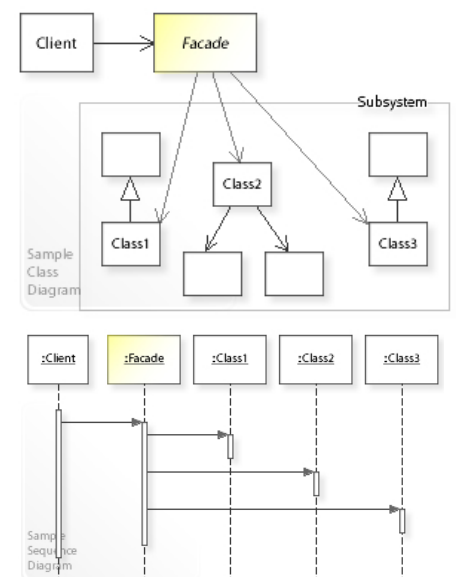 Client
Facade
Subsystem
Class2
Class1
Class3
Sample
Class
Diagram
:Client
:Facade
:Class1
:Class2
:Class3
Sample
Sequence
Diagram